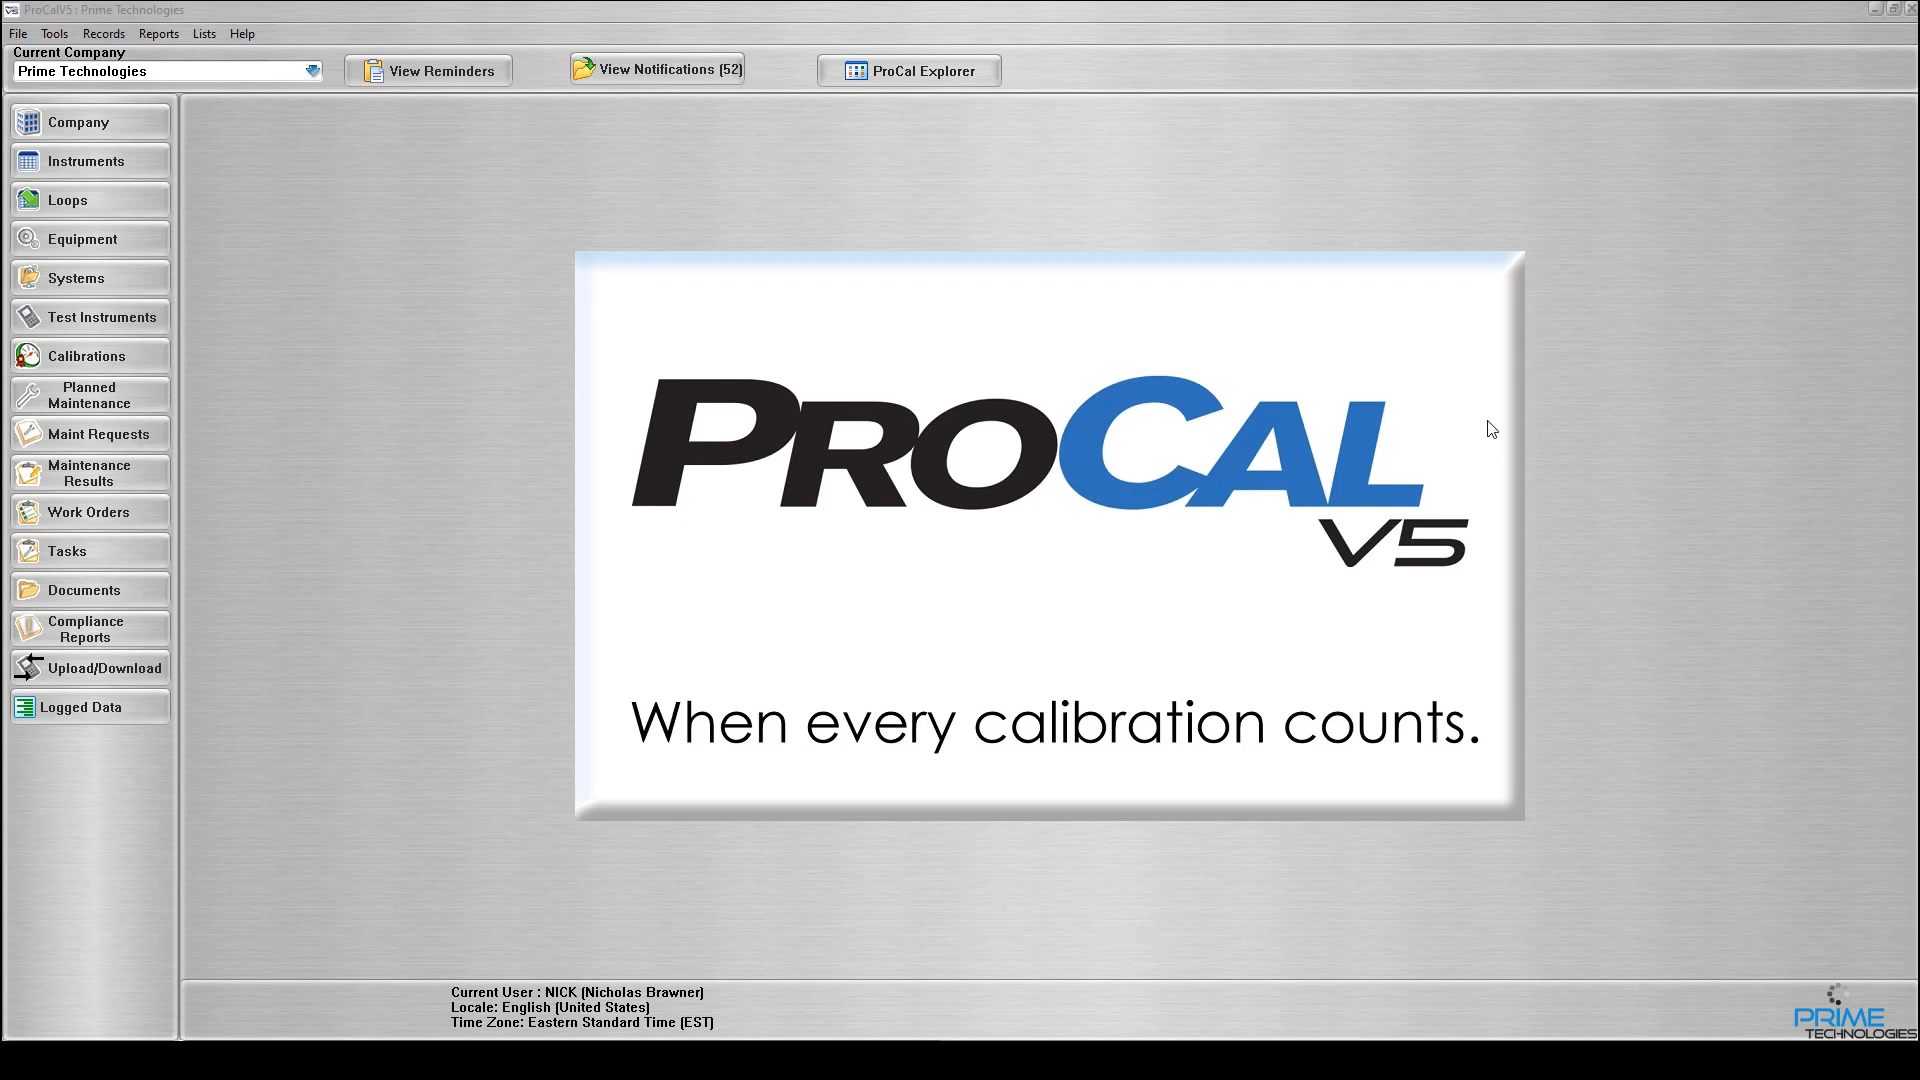 ProCalV5 : Prime Technologies
File Tools Records Reports Lists Help
Current Company
Prime Technologies
View Reminders
View Notifications (52)
ProCal Explorer
Company
Instruments
Loops
Equipment
Systems
Test Instruments
Calibrations
Planned
Maintenance
Maint Requests
Maintenance
Results
Work Orders
Tasks
Documents
Compliance
Reports
Upload/Download
Logged Data
PROCAL
V5
When every calibration counts.
Current User : NICK (Nicholas Brawner)
Locale: English (United States)
Time Zone: Eastern Standard Time (EST)
PRIME
TECHNOLOGIES